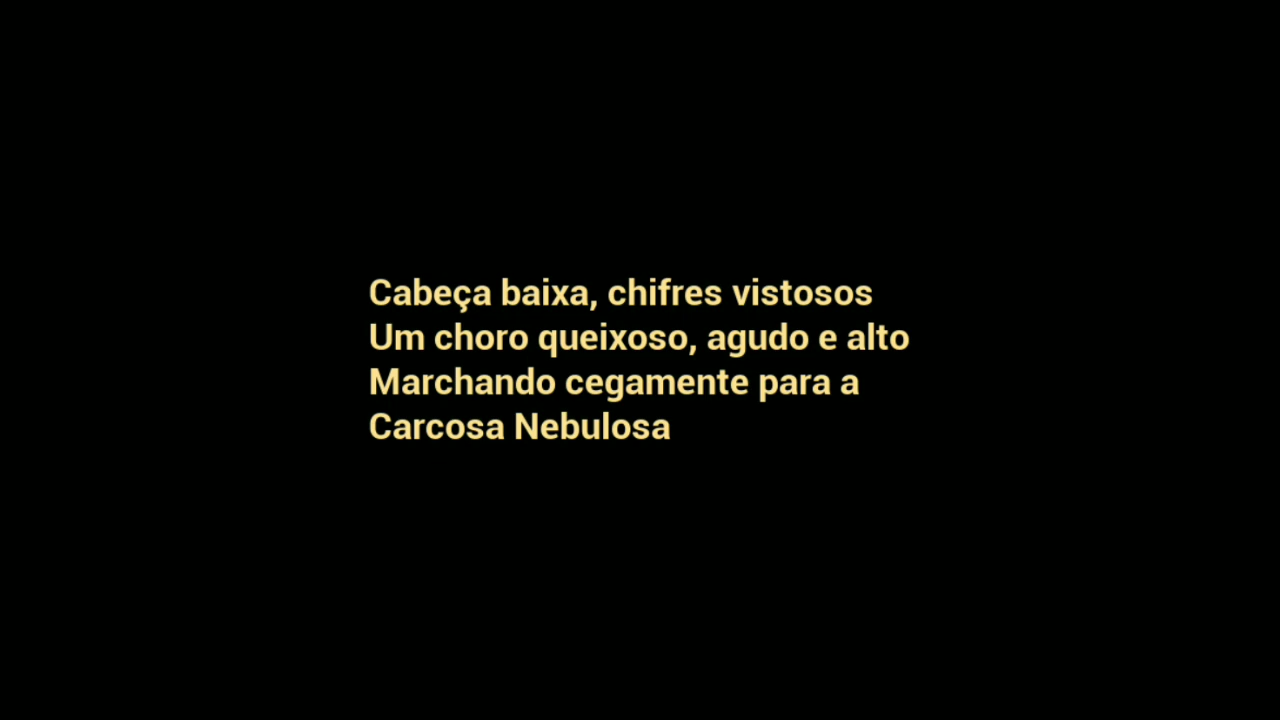 Cabeça baixa, chifres vistosos
Um choro queixoso, agudo e alto
Marchando cegamente para a
Carcosa Nebulosa